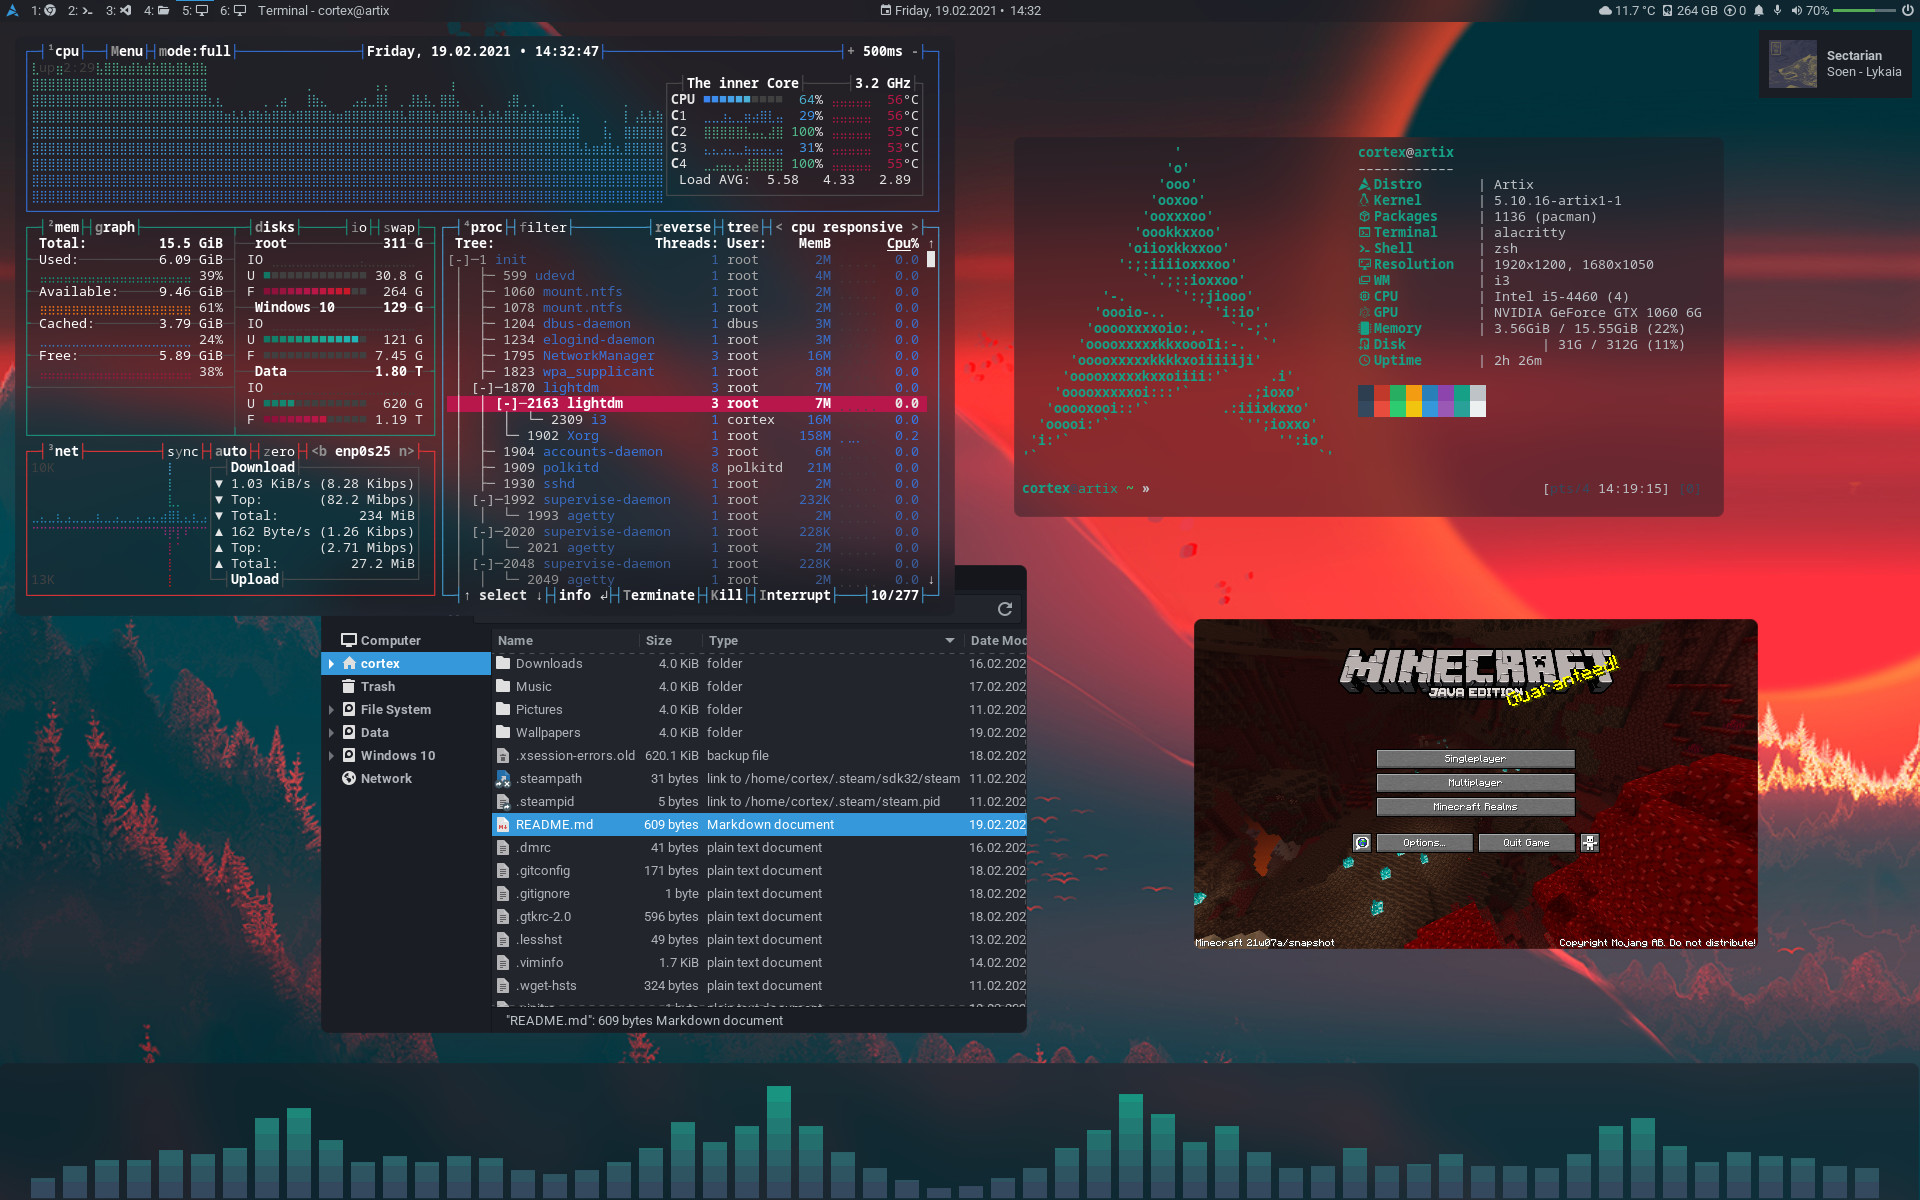 1: 2: 3: 4: 5: 6: Terminal - cortex@artix
Friday, 19.02.2021 • 14:32
11.7 °C 264 GB 0 70%
Sectarian
Soen - Lykaia
¹cpu Menu mode:full Friday, 19.02.2021 • 14:32:47 + 500ms -
up 2:29
The inner Core 3.2 GHz
CPU 64% 56°C
C1 29% 56°C
C2 100% 55°C
C3 31% 53°C
C4 100% 55°C
Load AVG: 5.58 4.33 2.89
²mem graph disks io swap
Total: 15.5 GiB
Used: 6.09 GiB
39%
Available: 9.46 GiB
61%
Cached: 3.79 GiB
24%
Free: 5.89 GiB
38%
root 311 G
IO
U 30.8 G
F 264 G
Windows 10 129 G
IO
U 121 G
F 7.45 G
Data 1.80 T
IO
U 620 G
F 1.19 T
³net sync auto zero <b enp0s25 n>
10K
Download
▼ 1.03 KiB/s (8.28 Kibps)
▼ Top: (82.2 Mibps)
▼ Total: 234 MiB
▲ 162 Byte/s (1.26 Kibps)
▲ Top: (2.71 Mibps)
▲ Total: 27.2 MiB
Upload
13K
⁴proc filter reverse tree < cpu responsive >
Tree: Threads: User: MemB Cpu% ↑
[-]─1 init 1 root 2M 0.0
├─ 599 udevd 1 root 4M 0.0
├─ 1060 mount.ntfs 1 root 2M 0.0
├─ 1078 mount.ntfs 1 root 2M 0.0
├─ 1204 dbus-daemon 1 dbus 3M 0.0
├─ 1234 elogind-daemon 1 root 3M 0.0
├─ 1795 NetworkManager 3 root 16M 0.0
├─ 1823 wpa_supplicant 1 root 8M 0.0
[-]─1870 lightdm 3 root 7M 0.0
[-]─2163 lightdm 3 root 7M 0.0
└─ 2309 i3 1 cortex 16M 0.0
└─ 1902 Xorg 1 root 158M 0.2
├─ 1904 accounts-daemon 3 root 6M 0.0
├─ 1909 polkitd 8 polkitd 21M 0.0
├─ 1930 sshd 1 root 2M 0.0
[-]─1992 supervise-daemon 1 root 232K 0.0
└─ 1993 agetty 1 root 2M 0.0
[-]─2020 supervise-daemon 1 root 228K 0.0
└─ 2021 agetty 1 root 2M 0.0
[-]─2048 supervise-daemon 1 root 228K 0.0
└─ 2049 agetty 1 root 2M 0.0 ↓
↑ select ↓ info ↲ Terminate Kill Interrupt 10/277
cortex@artix
------------
Distro | Artix
Kernel | 5.10.16-artix1-1
Packages | 1136 (pacman)
Terminal | alacritty
Shell | zsh
Resolution | 1920x1200, 1680x1050
WM | i3
CPU | Intel i5-4460 (4)
GPU | NVIDIA GeForce GTX 1060 6G
Memory | 3.56GiB / 15.55GiB (22%)
Disk | 31G / 312G (11%)
Uptime | 2h 26m
cortex artix ~ » 14:19:15]
Computer
cortex
Trash
File System
Data
Windows 10
Network
Name Size Type Date Mod
Downloads 4.0 KiB folder 16.02.202
Music 4.0 KiB folder 17.02.202
Pictures 4.0 KiB folder 11.02.202
Wallpapers 4.0 KiB folder 19.02.202
.xsession-errors.old 620.1 KiB backup file 18.02.202
.steampath 31 bytes link to /home/cortex/.steam/sdk32/steam 11.02.202
.steampid 5 bytes link to /home/cortex/.steam/steam.pid 11.02.202
README.md 609 bytes Markdown document 19.02.202
.dmrc 41 bytes plain text document 16.02.202
.gitconfig 171 bytes plain text document 18.02.202
.gitignore 1 byte plain text document 18.02.202
.gtkrc-2.0 596 bytes plain text document 18.02.202
.lesshst 49 bytes plain text document 13.02.202
.viminfo 1.7 KiB plain text document 14.02.202
.wget-hsts 324 bytes plain text document 11.02.202
"README.md": 609 bytes Markdown document
MINECRAFT
JAVA EDITION
Guaranteed!
Singleplayer
Multiplayer
Minecraft Realms
Options...
Quit Game
Minecraft 21w07a/snapshot
Copyright Mojang AB. Do not distribute!